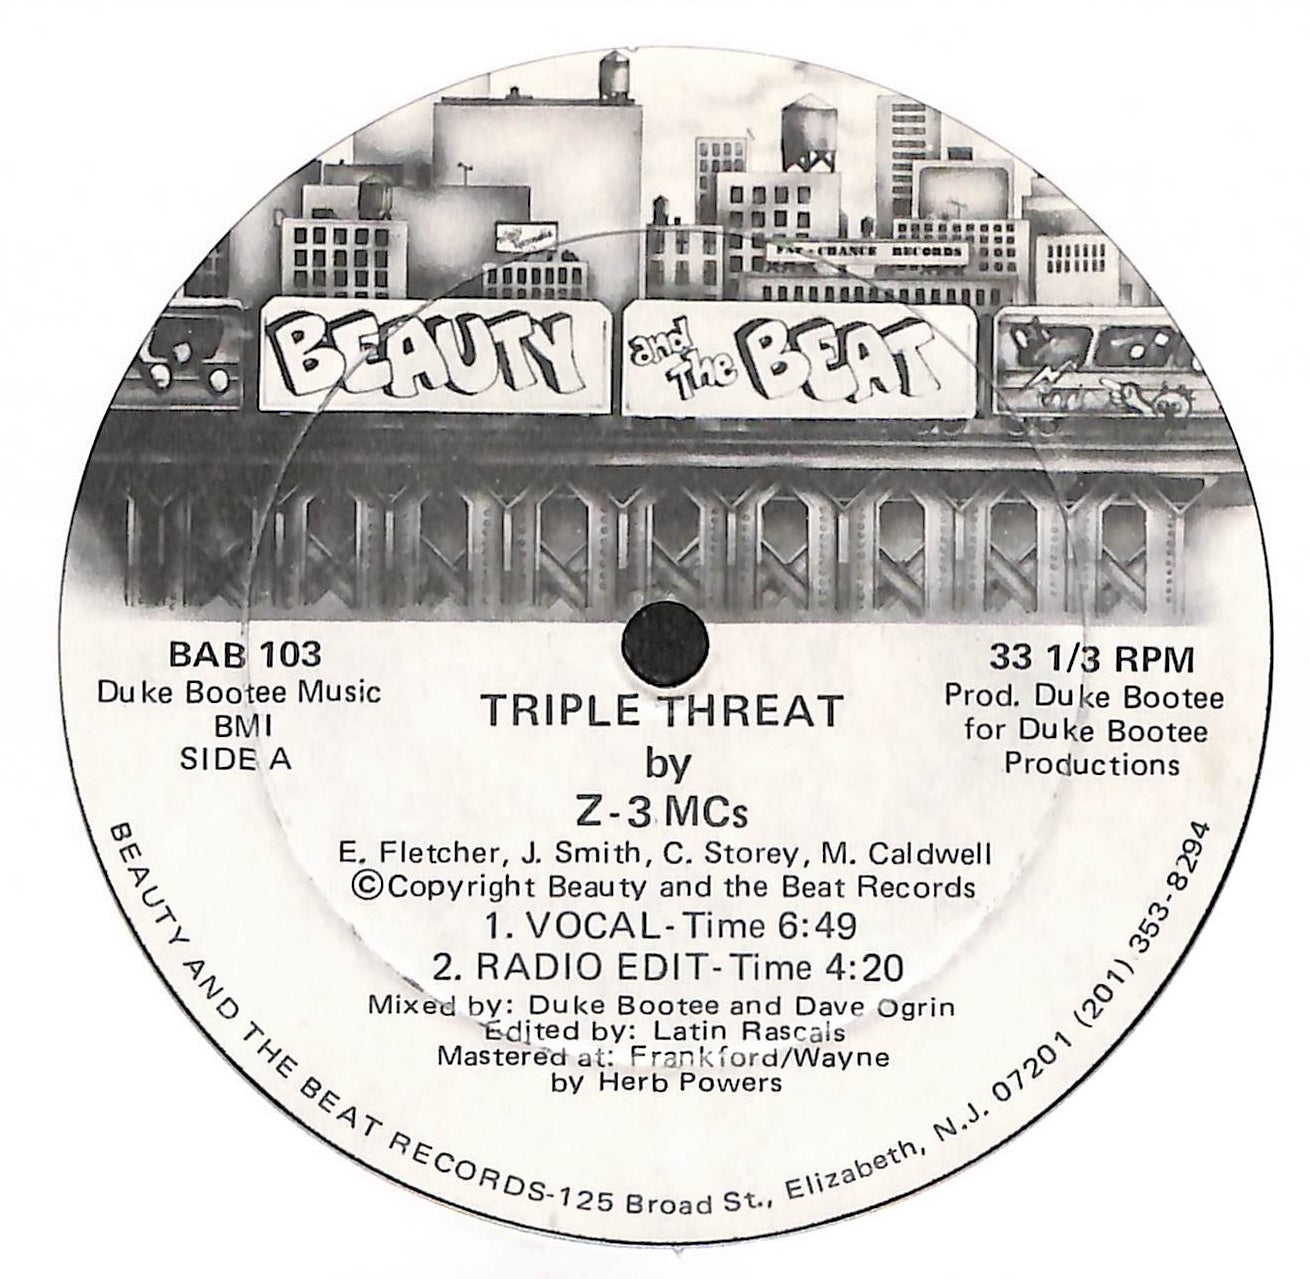 FAT-CHANCE RECORDS
BEAUTY
and
the
BEAT
BAB 103
Duke Bootee Music
BMI
SIDE A
33 1/3 RPM
Prod. Duke Bootee
for Duke Bootee
Productions
TRIPLE THREAT
by
Z-3 MCs
E. Fletcher, J. Smith, C. Storey, M. Caldwell
©Copyright Beauty and the Beat Records
1. VOCAL-Time 6:49
2. RADIO EDIT-Time 4:20
Mixed by: Duke Bootee and Dave Ogrin
Edited by: Latin Rascals
Mastered at: Frankford/Wayne
by Herb Powers
BEAUTY AND THE BEAT RECORDS-125 Broad St., Elizabeth, N.J. 07201 (201) 353-8294